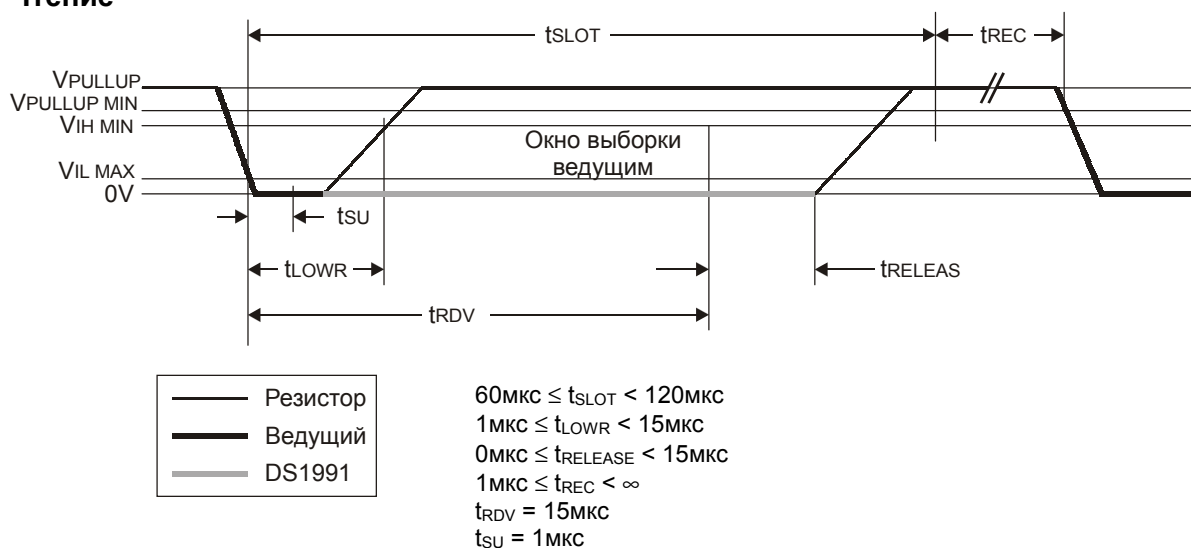 Чтение
tSLOT
tREC
VPULLUP
VPULLUP MIN
VIH MIN
Окно выборки
ведущим
VIL MAX
0V
tSU
tLOWR
tRELEAS
tRDV
Резистор
Ведущий
DS1991
60мкс ≤ tSLOT < 120мкс
1мкс ≤ tLOWR < 15мкс
0мкс ≤ tRELEASE < 15мкс
1мкс ≤ tREC < ∞
tRDV = 15мкс
tSU = 1мкс